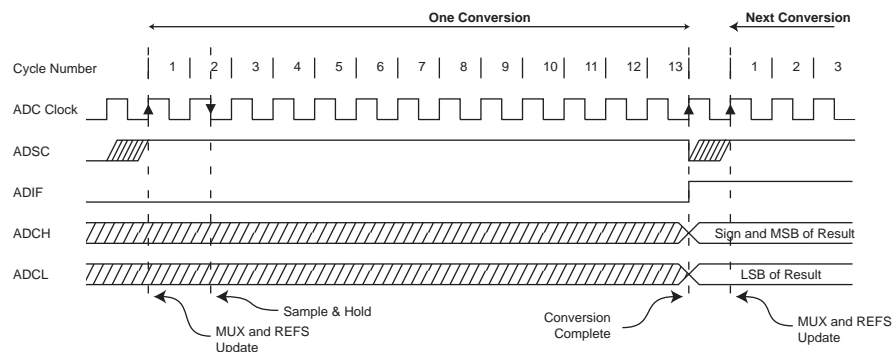 One Conversion
Next Conversion
Cycle Number 1 2 3 4 5 6 7 8 9 10 11 12 13 1 2 3
ADC Clock
ADSC
ADIF
ADCH
Sign and MSB of Result
ADCL
LSB of Result
Sample & Hold
MUX and REFS
Update
Conversion
Complete
MUX and REFS
Update